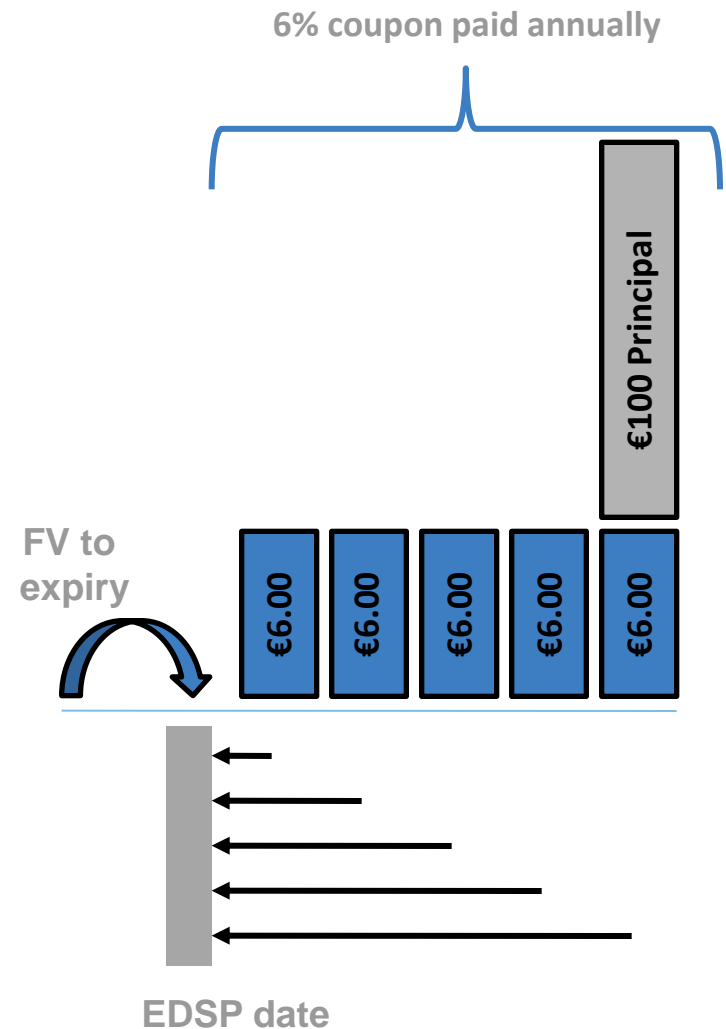 6% coupon paid annually
€100 Principal
FV to
expiry
€6.00
€6.00
€6.00
€6.00
€6.00
EDSP date